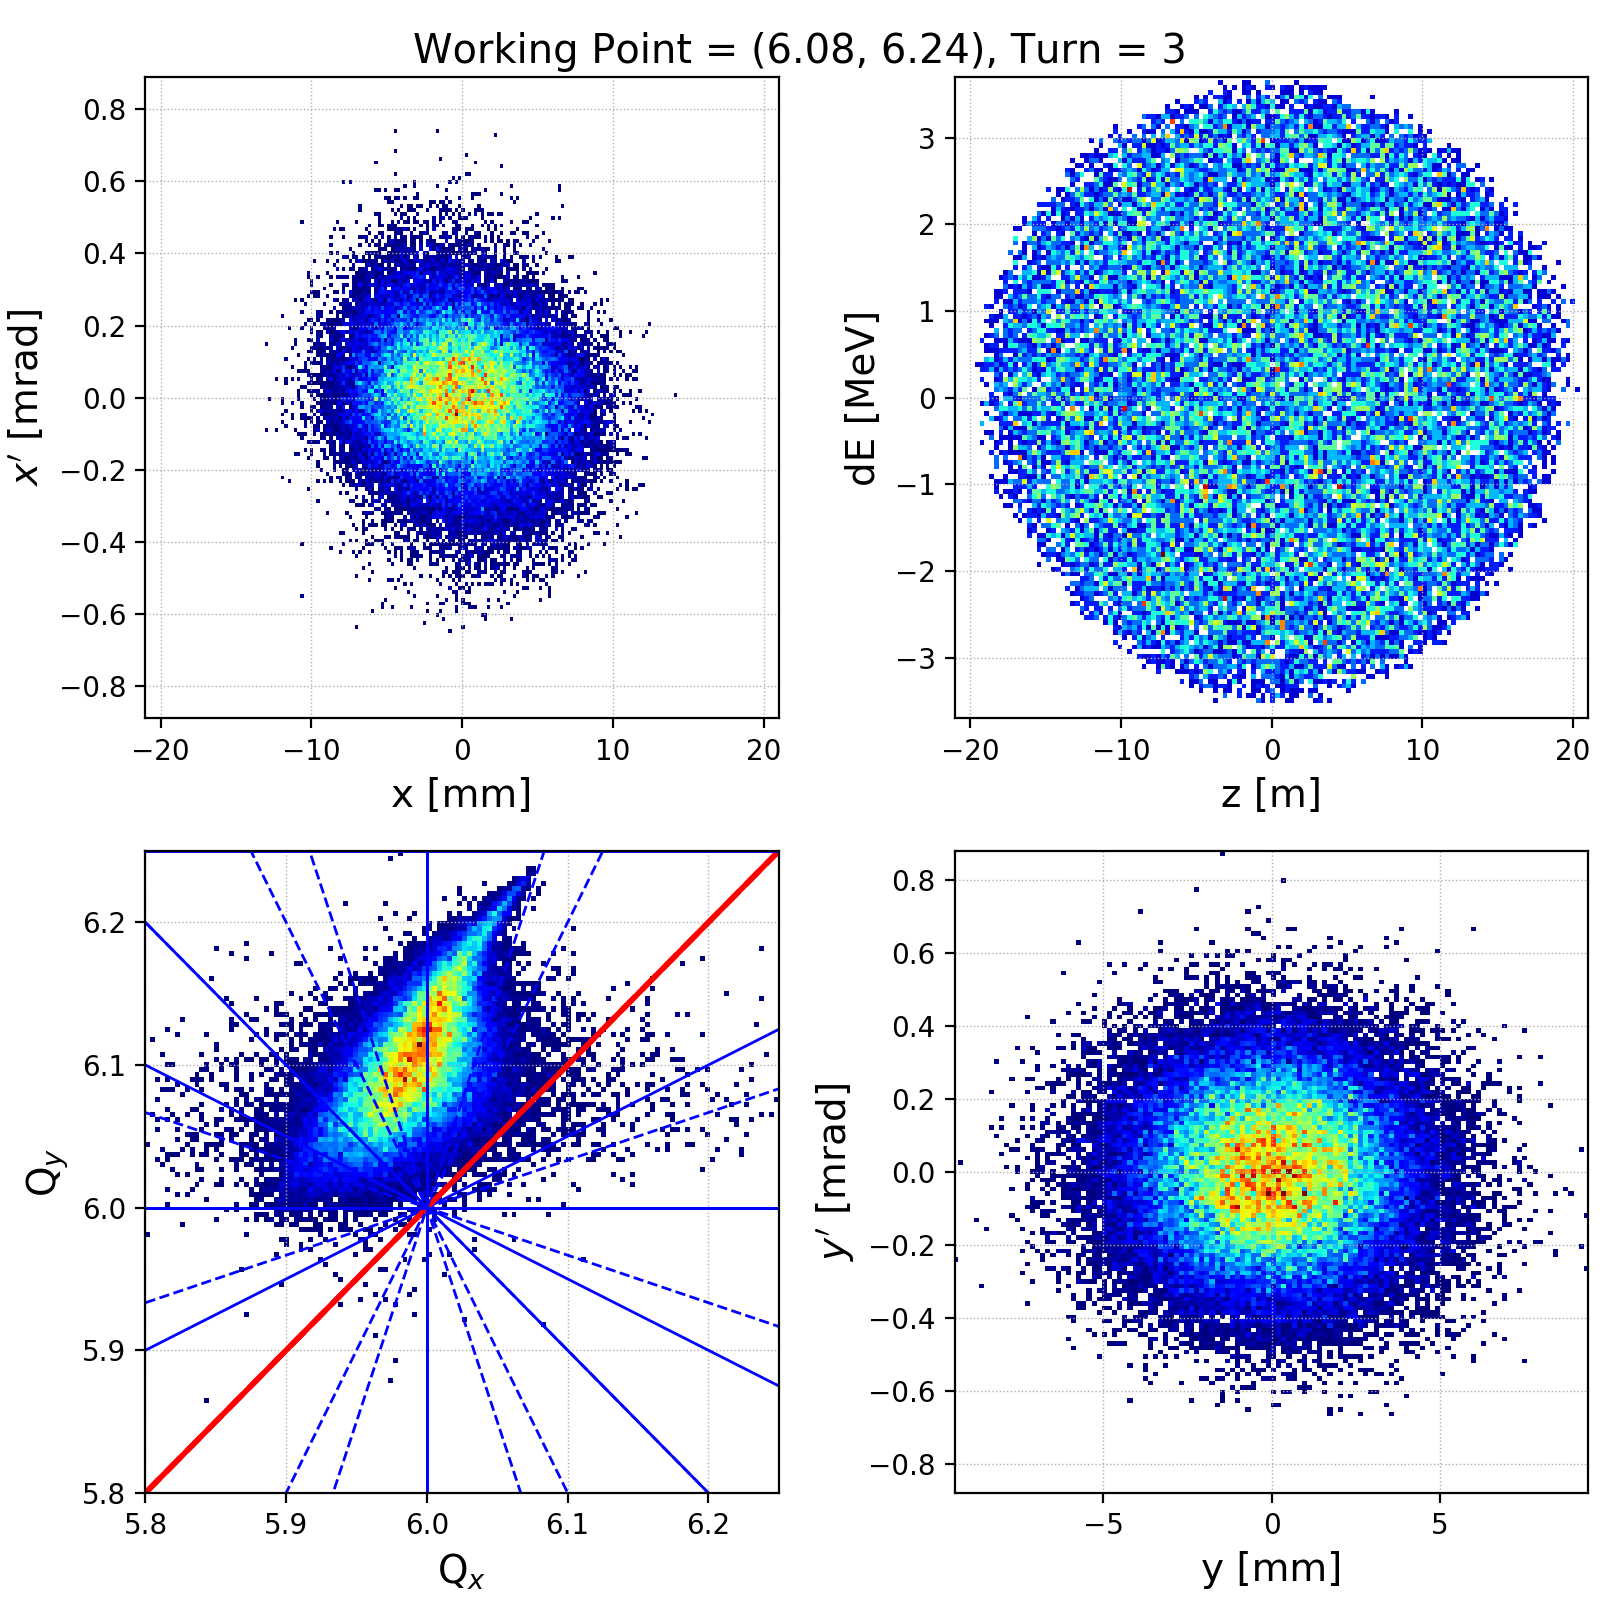 Working Point = (6.08, 6.24), Turn = 3
0.8
0.6
0.4
0.2
0.0
−0.2
−0.4
−0.6
−0.8
x′ [mrad]
−20 −10 0 10 20
x [mm]
3
2
1
0
−1
−2
−3
dE [MeV]
−20 −10 0 10 20
z [m]
6.2
6.1
6.0
5.9
5.8
Qy
5.8 5.9 6.0 6.1 6.2
Qx
0.8
0.6
0.4
0.2
0.0
−0.2
−0.4
−0.6
−0.8
y′ [mrad]
−5 0 5
y [mm]